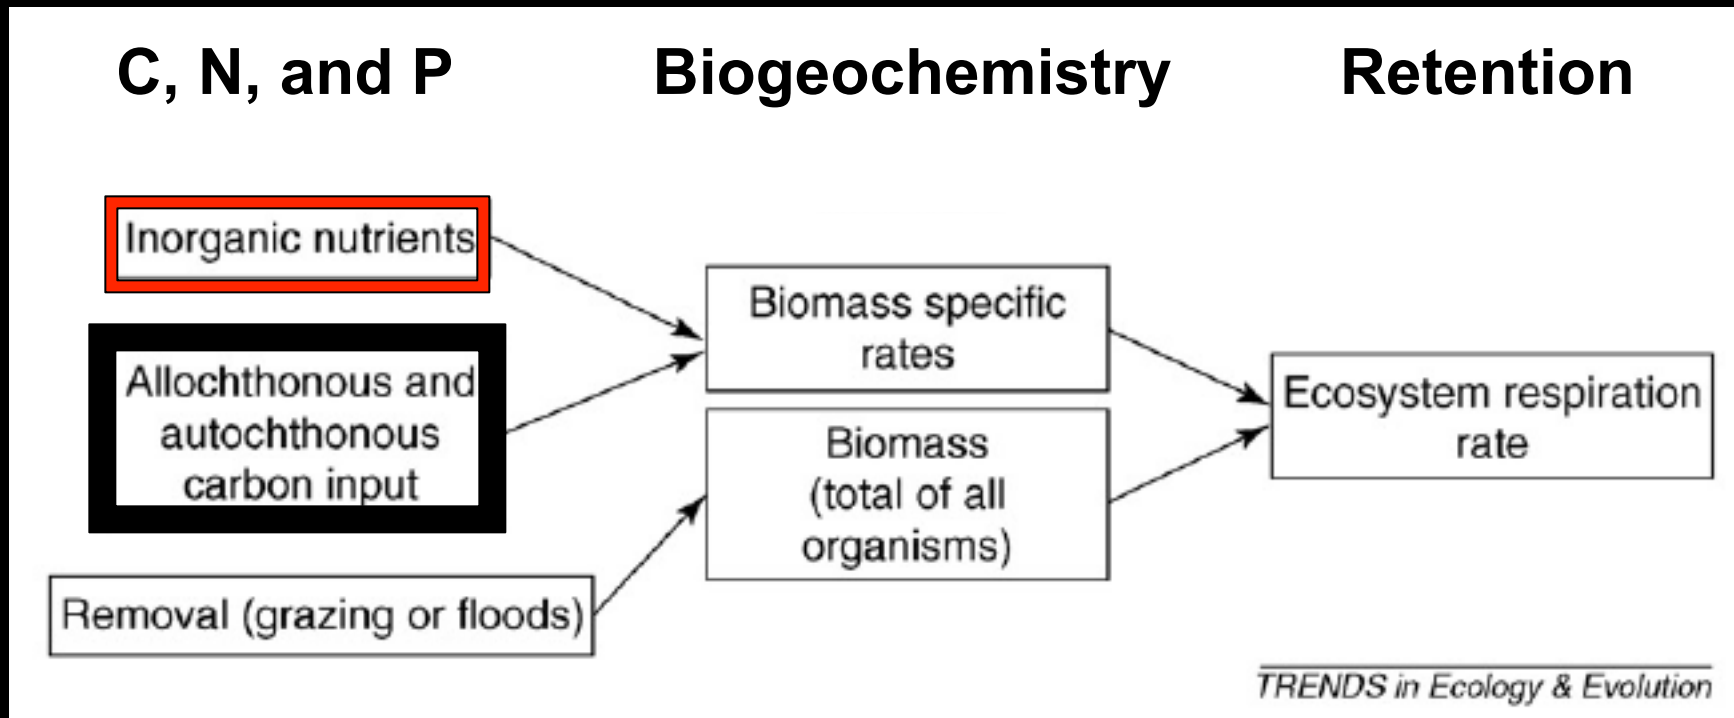 C, N, and P
Biogeochemistry
Retention
Inorganic nutrients
Allochthonous and
autochthonous
carbon input
Removal (grazing or floods)
Biomass specific
rates
Biomass
(total of all
organisms)
Ecosystem respiration
rate
TRENDS in Ecology & Evolution